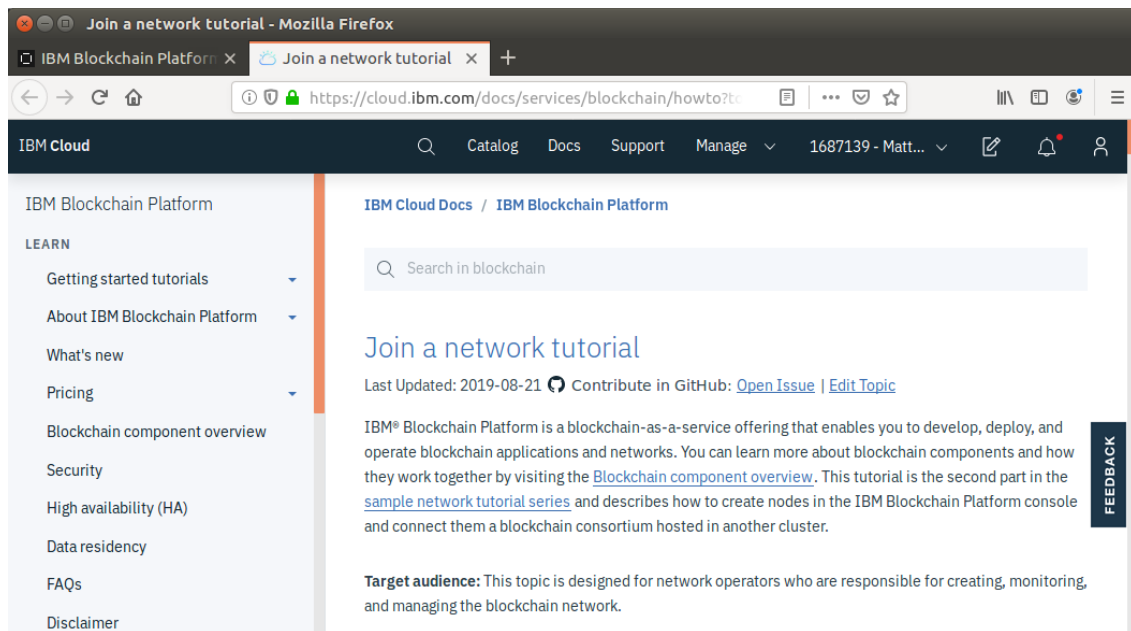 Join a network tutorial - Mozilla Firefox
IBM Blockchain Platform
Join a network tutorial
https://cloud.ibm.com/docs/services/blockchain/howto?to
IBM Cloud
Catalog
Docs
Support
Manage
1687139 - Matt...
IBM Blockchain Platform
LEARN
Getting started tutorials
About IBM Blockchain Platform
What's new
Pricing
Blockchain component overview
Security
High availability (HA)
Data residency
FAQs
Disclaimer
IBM Cloud Docs / IBM Blockchain Platform
Search in blockchain
Join a network tutorial
Last Updated: 2019-08-21 Contribute in GitHub: Open Issue | Edit Topic
IBM® Blockchain Platform is a blockchain-as-a-service offering that enables you to develop, deploy, and
operate blockchain applications and networks. You can learn more about blockchain components and how
they work together by visiting the Blockchain component overview. This tutorial is the second part in the
sample network tutorial series and describes how to create nodes in the IBM Blockchain Platform console
and connect them a blockchain consortium hosted in another cluster.
Target audience: This topic is designed for network operators who are responsible for creating, monitoring,
and managing the blockchain network.
FEEDBACK